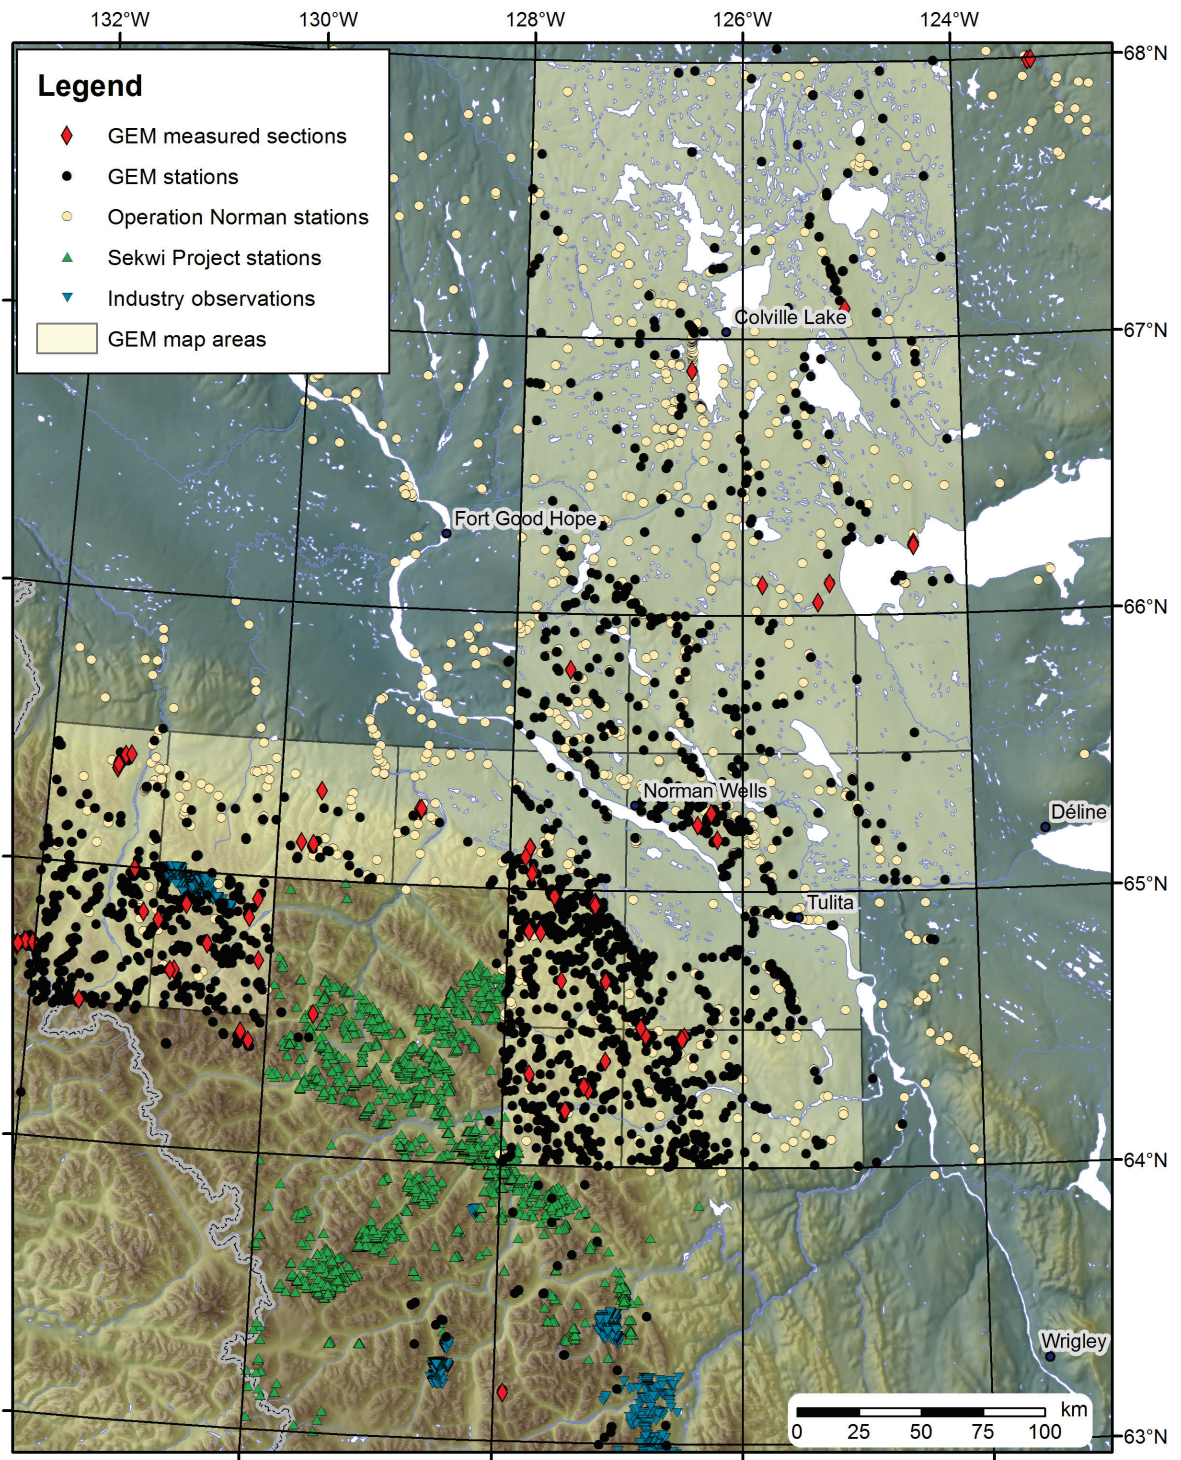 132°W 130°W 128°W 126°W 124°W
68°N
Legend
GEM measured sections
GEM stations
Operation Norman stations
Sekwi Project stations
Industry observations
GEM map areas
Colville Lake
67°N
Fort Good Hope
66°N
Norman Wells
Déline
65°N
Tulita
64°N
Wrigley
km
0 25 50 75 100
63°N